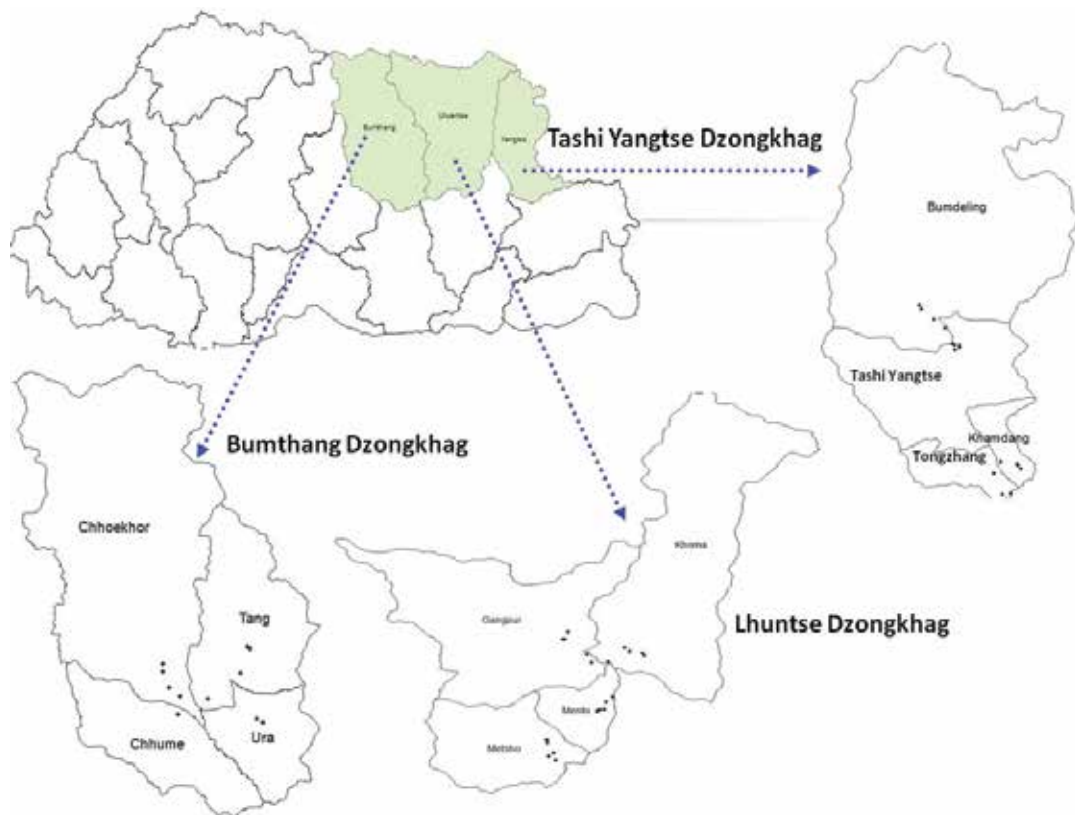 Bumthang
Lhuentse
Yangtse
Tashi Yangtse Dzongkhag
Bumdeling
Tashi Yangtse
Khamdang
Tongzhang
Bumthang Dzongkhag
Chhoekhor
Tang
Chhume
Ura
Khoma
Gangzur
Lhuntse Dzongkhag
Menbi
Metsho